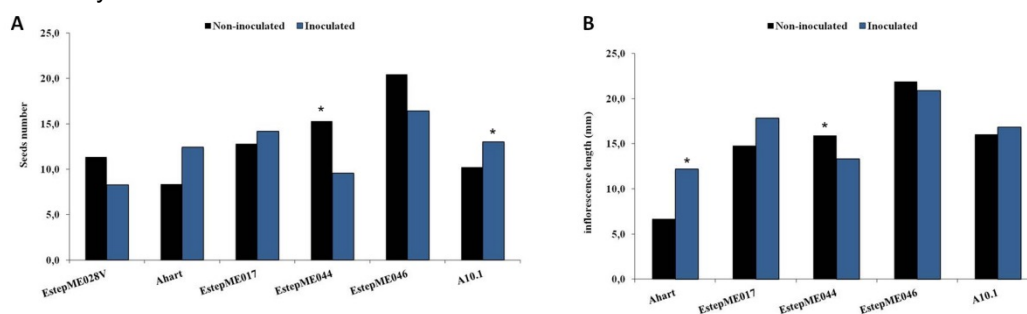 A
Non-inoculated Inoculated
25,0
20,0
15,0
10,0
5,0
0,0
Seeds number
*
*
EstepME028V Ahart EstepME017 EstepME044 EstepME046 A10.1
B
Non-inoculated Inoculated
25,0
20,0
15,0
10,0
5,0
0,0
inflorescence length (mm)
*
*
Ahart EstepME017 EstepME044 EstepME046 A10.1